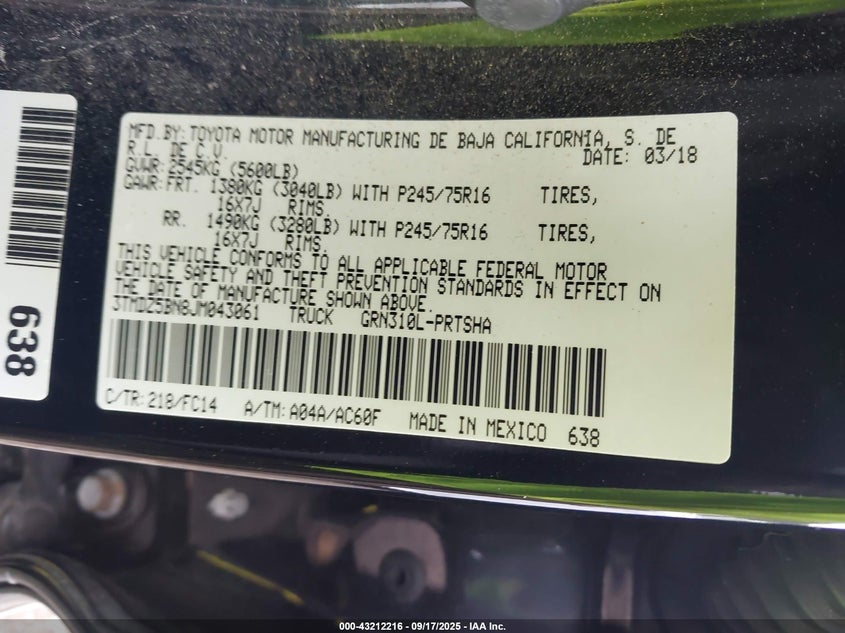 MFD.BY:TOYOTA MOTOR MANUFACTURING DE BAJA CALIFORNIA, S. DE
R.L. DE C.V.
DATE: 03/18
GVWR:2545KG (5600LB)
GAWR:FRT. 1380KG (3040LB) WITH P245/75R16 TIRES,
16X7J RIMS.
RR. 1490KG (3280LB) WITH P245/75R16 TIRES,
16X7J RIMS.
THIS VEHICLE CONFORMS TO ALL APPLICABLE FEDERAL MOTOR
VEHICLE SAFETY AND THEFT PREVENTION STANDARDS IN EFFECT ON
THE DATE OF MANUFACTURE SHOWN ABOVE.
3TMDZ5BN8JM043061 TRUCK GRN310L-PRTSHA
C/TR:218/FC14 A/TM:A04A/AC60F MADE IN MEXICO 638
638
000-43212216 - 09/17/2025 - IAA Inc.